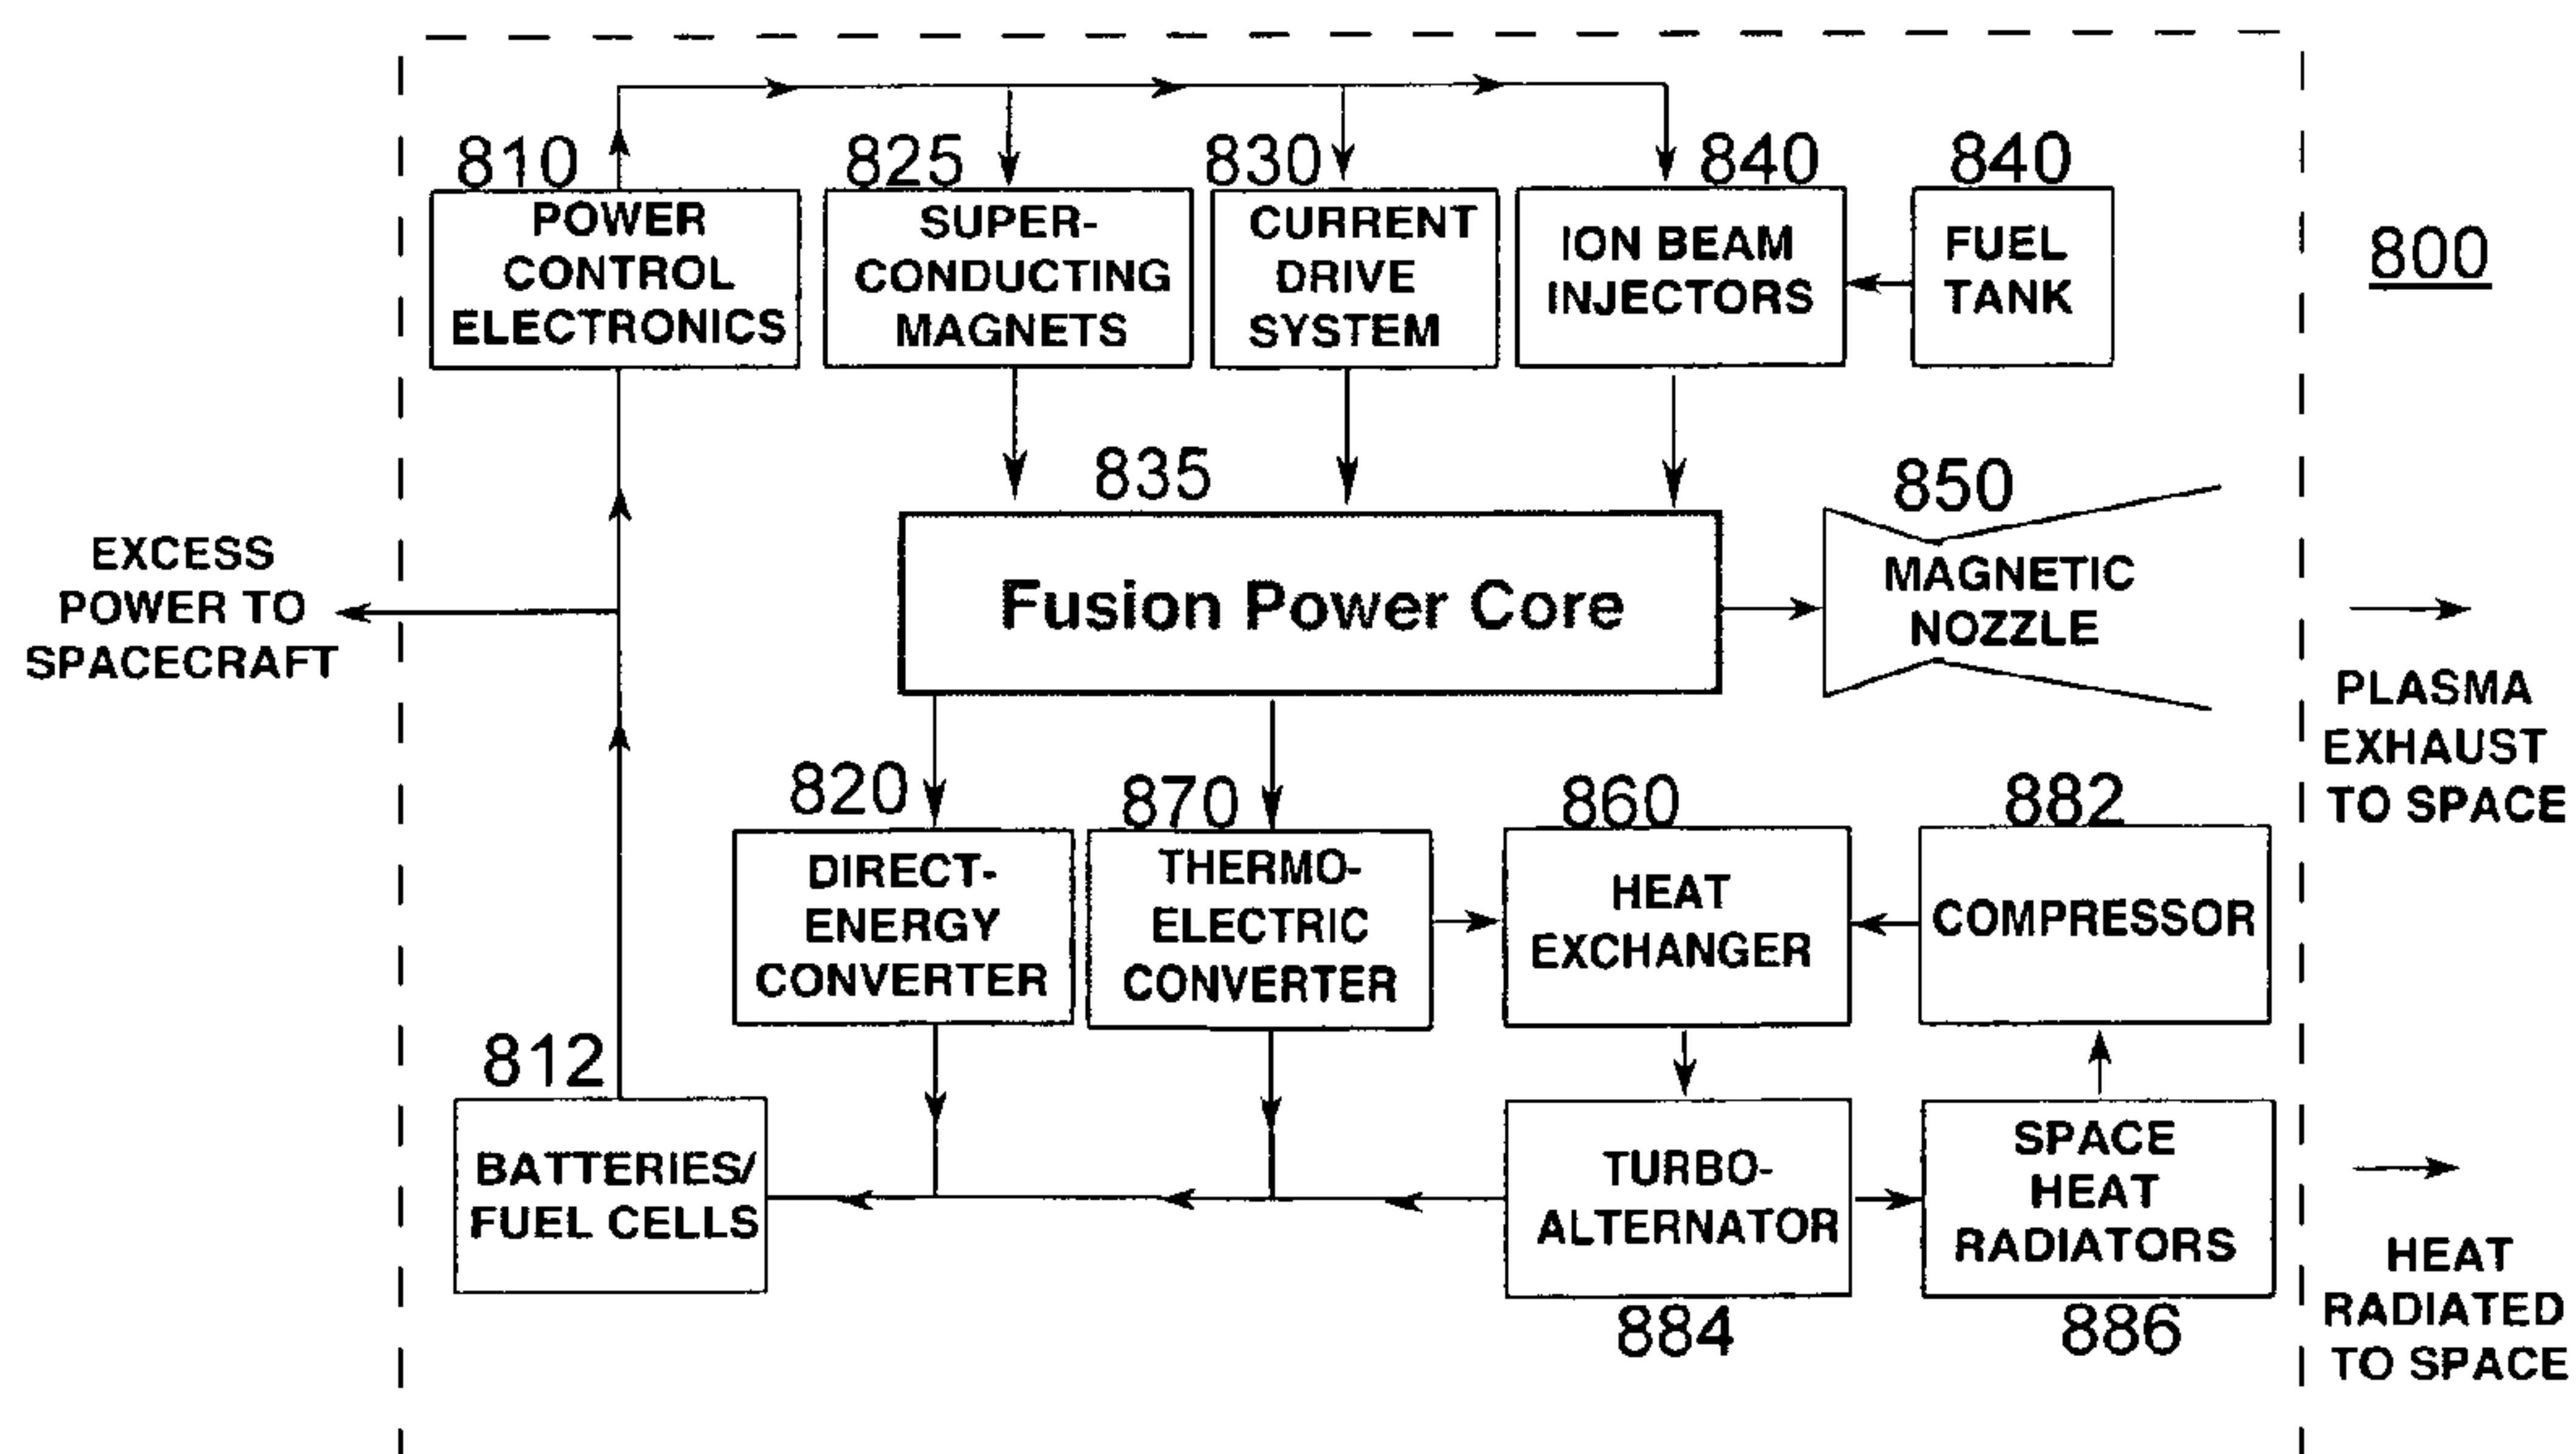 810
POWER
CONTROL
ELECTRONICS
825
SUPER-
CONDUCTING
MAGNETS
830
CURRENT
DRIVE
SYSTEM
840
ION BEAM
INJECTORS
840
FUEL
TANK
800
EXCESS
POWER TO
SPACECRAFT
835
Fusion Power Core
850
MAGNETIC
NOZZLE
PLASMA
EXHAUST
TO SPACE
820
DIRECT-
ENERGY
CONVERTER
870
THERMO-
ELECTRIC
CONVERTER
860
HEAT
EXCHANGER
882
COMPRESSOR
812
BATTERIES/
FUEL CELLS
TURBO-
ALTERNATOR
884
SPACE
HEAT
RADIATORS
886
HEAT
RADIATED
TO SPACE